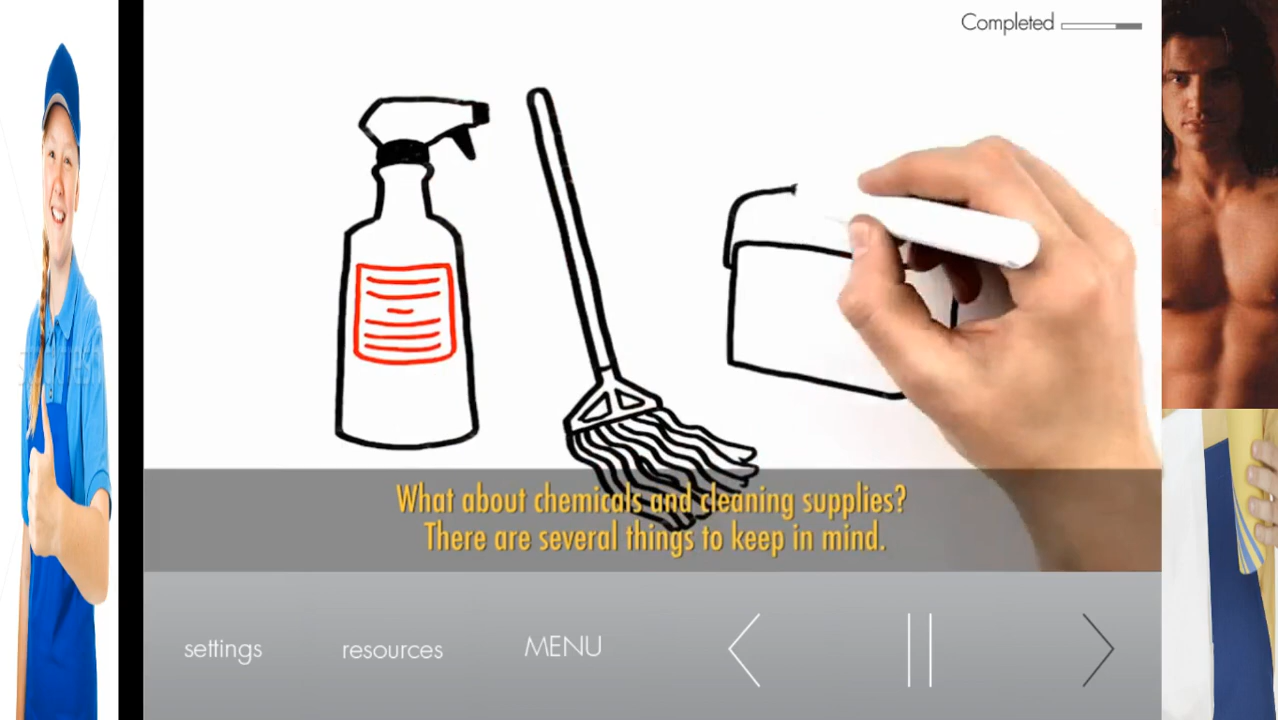 Completed
What about chemicals and cleaning supplies?
There are several things to keep in mind.
settings
resources
MENU